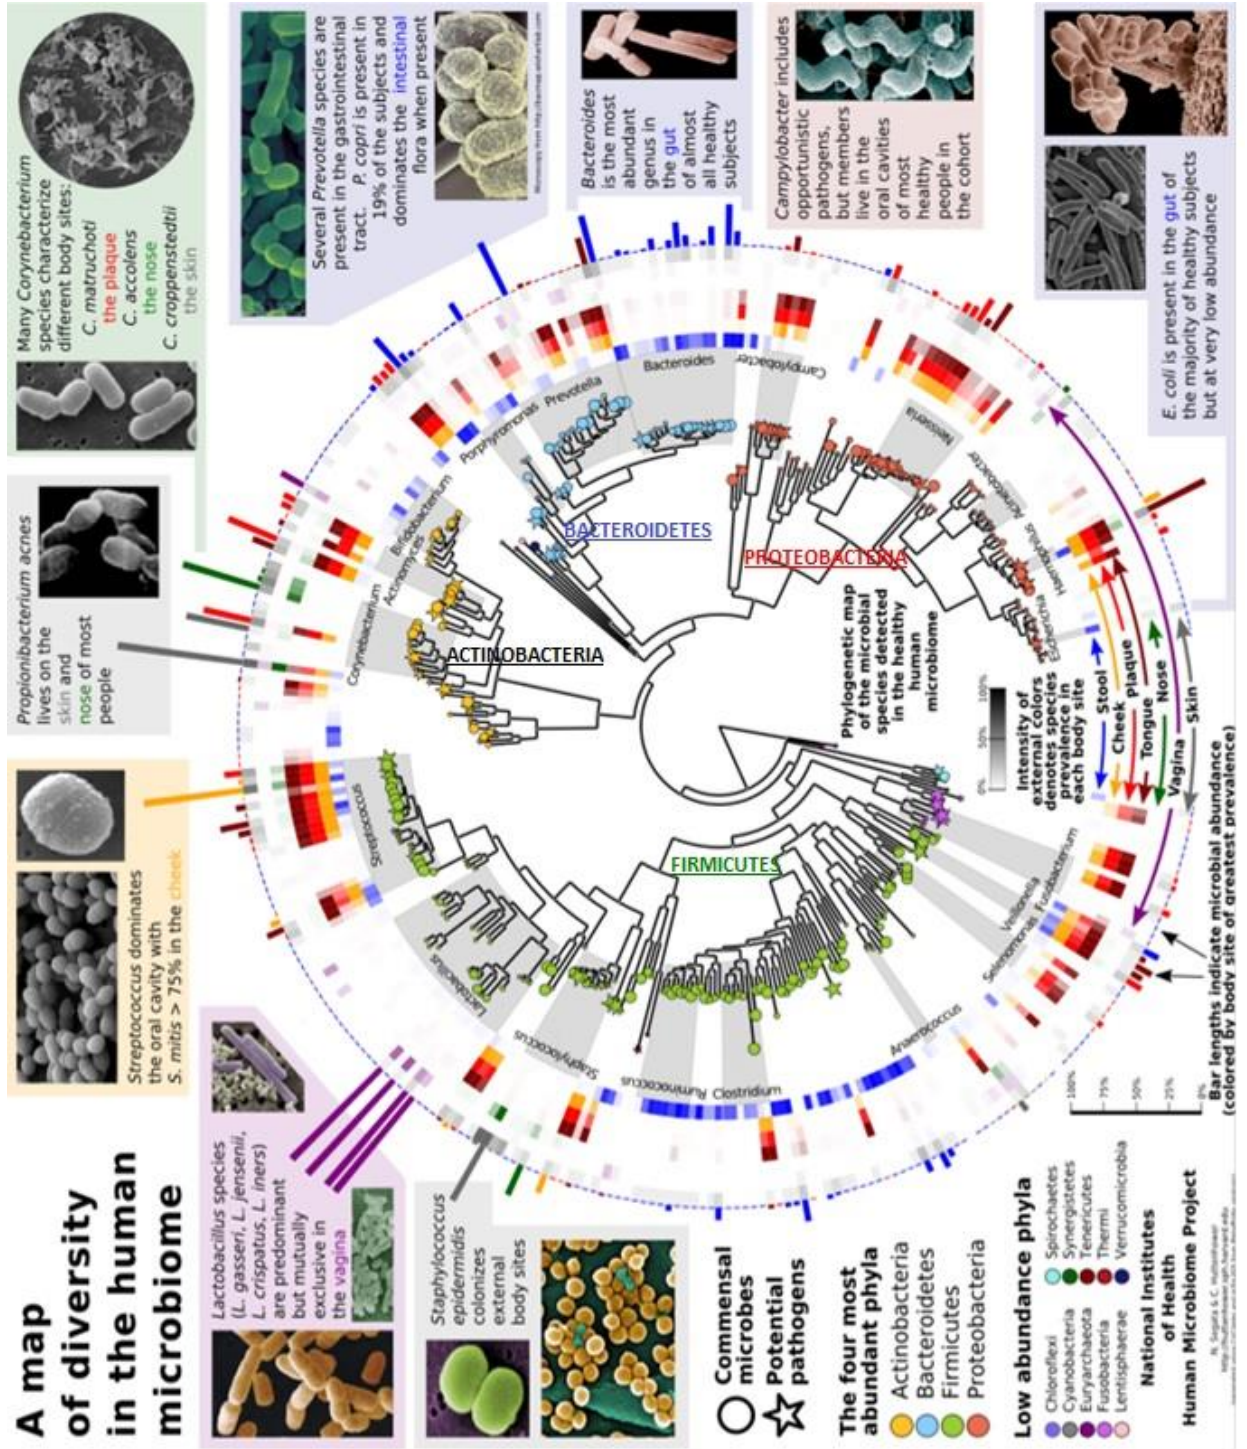 A map
of diversity
in the human
microbiome
Streptococcus dominates
the oral cavity with
S. mitis > 75% in the cheek
Propionibacterium acnes
lives on the
skin and
nose of most
people
Many Corynebacterium
species characterize
different body sites:
C. matruchoti
the plaque
C. accolens
the nose
C. croppenstedtii
the skin
Lactobacillus species
(L. gasseri, L. jensenii,
L. crispatus, L. iners)
are predominant
but mutually
exclusive in
the vagina
Several Prevotella species are
present in the gastrointestinal
tract. P. copri is present in
19% of the subjects and
dominates the intestinal
flora when present
Staphylococcus
epidermidis
colonizes
external
body sites
Bacteroides
is the most
abundant
genus in
the gut
of almost
all healthy
subjects
Campylobacter includes
opportunistic
pathogens,
but members
live in the
oral cavities
of most
healthy
people in
the cohort
E. coli is present in the gut of
the majority of healthy subjects
but at very low abundance
Streptococcus
Corynebacterium
Actinomyces
Bifidobacterium
Porphyromonas
Prevotella
Bacteroides
Campylobacter
Neisseria
Acinetobacter
Haemophilus
Escherichia
Lactobacillus
Staphylococcus
Ruminococcus
Clostridium
Anaerococcus
Selenomonas
Veillonella
Fusobacterium
ACTINOBACTERIA
BACTEROIDETES
PROTEOBACTERIA
FIRMICUTES
Phylogenetic map
of the microbial
species detected
in the healthy
human
microbiome
0%
50%
100%
Intensity of
external colors
denotes species
prevalence in
each body site
Stool
Cheek
Plaque
Tongue
Nose
Vagina
Skin
Commensal
microbes
Potential
pathogens
The four most
abundant phyla
Actinobacteria
Bacteroidetes
Firmicutes
Proteobacteria
Low abundance phyla
Chloroflexi
Cyanobacteria
Euryarchaeota
Fusobacteria
Lentisphaerae
Spirochaetes
Synergistetes
Tenericutes
Thermi
Verrucomicrobia
National Institutes
of Health
Human Microbiome Project
N. Segata & C. Huttenhower
100%
75%
50%
25
0%
Bar lengths indicate microbial abundance
(colored by body site of greatest prevalence)